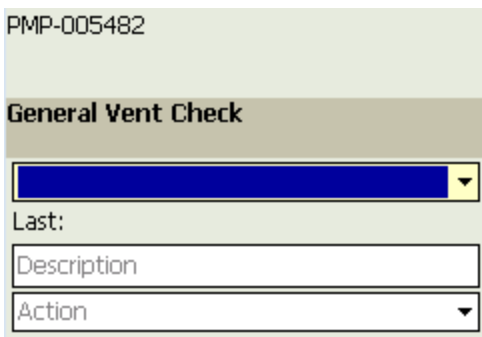 PMP-005482
General Vent Check
Last:
Description
Action